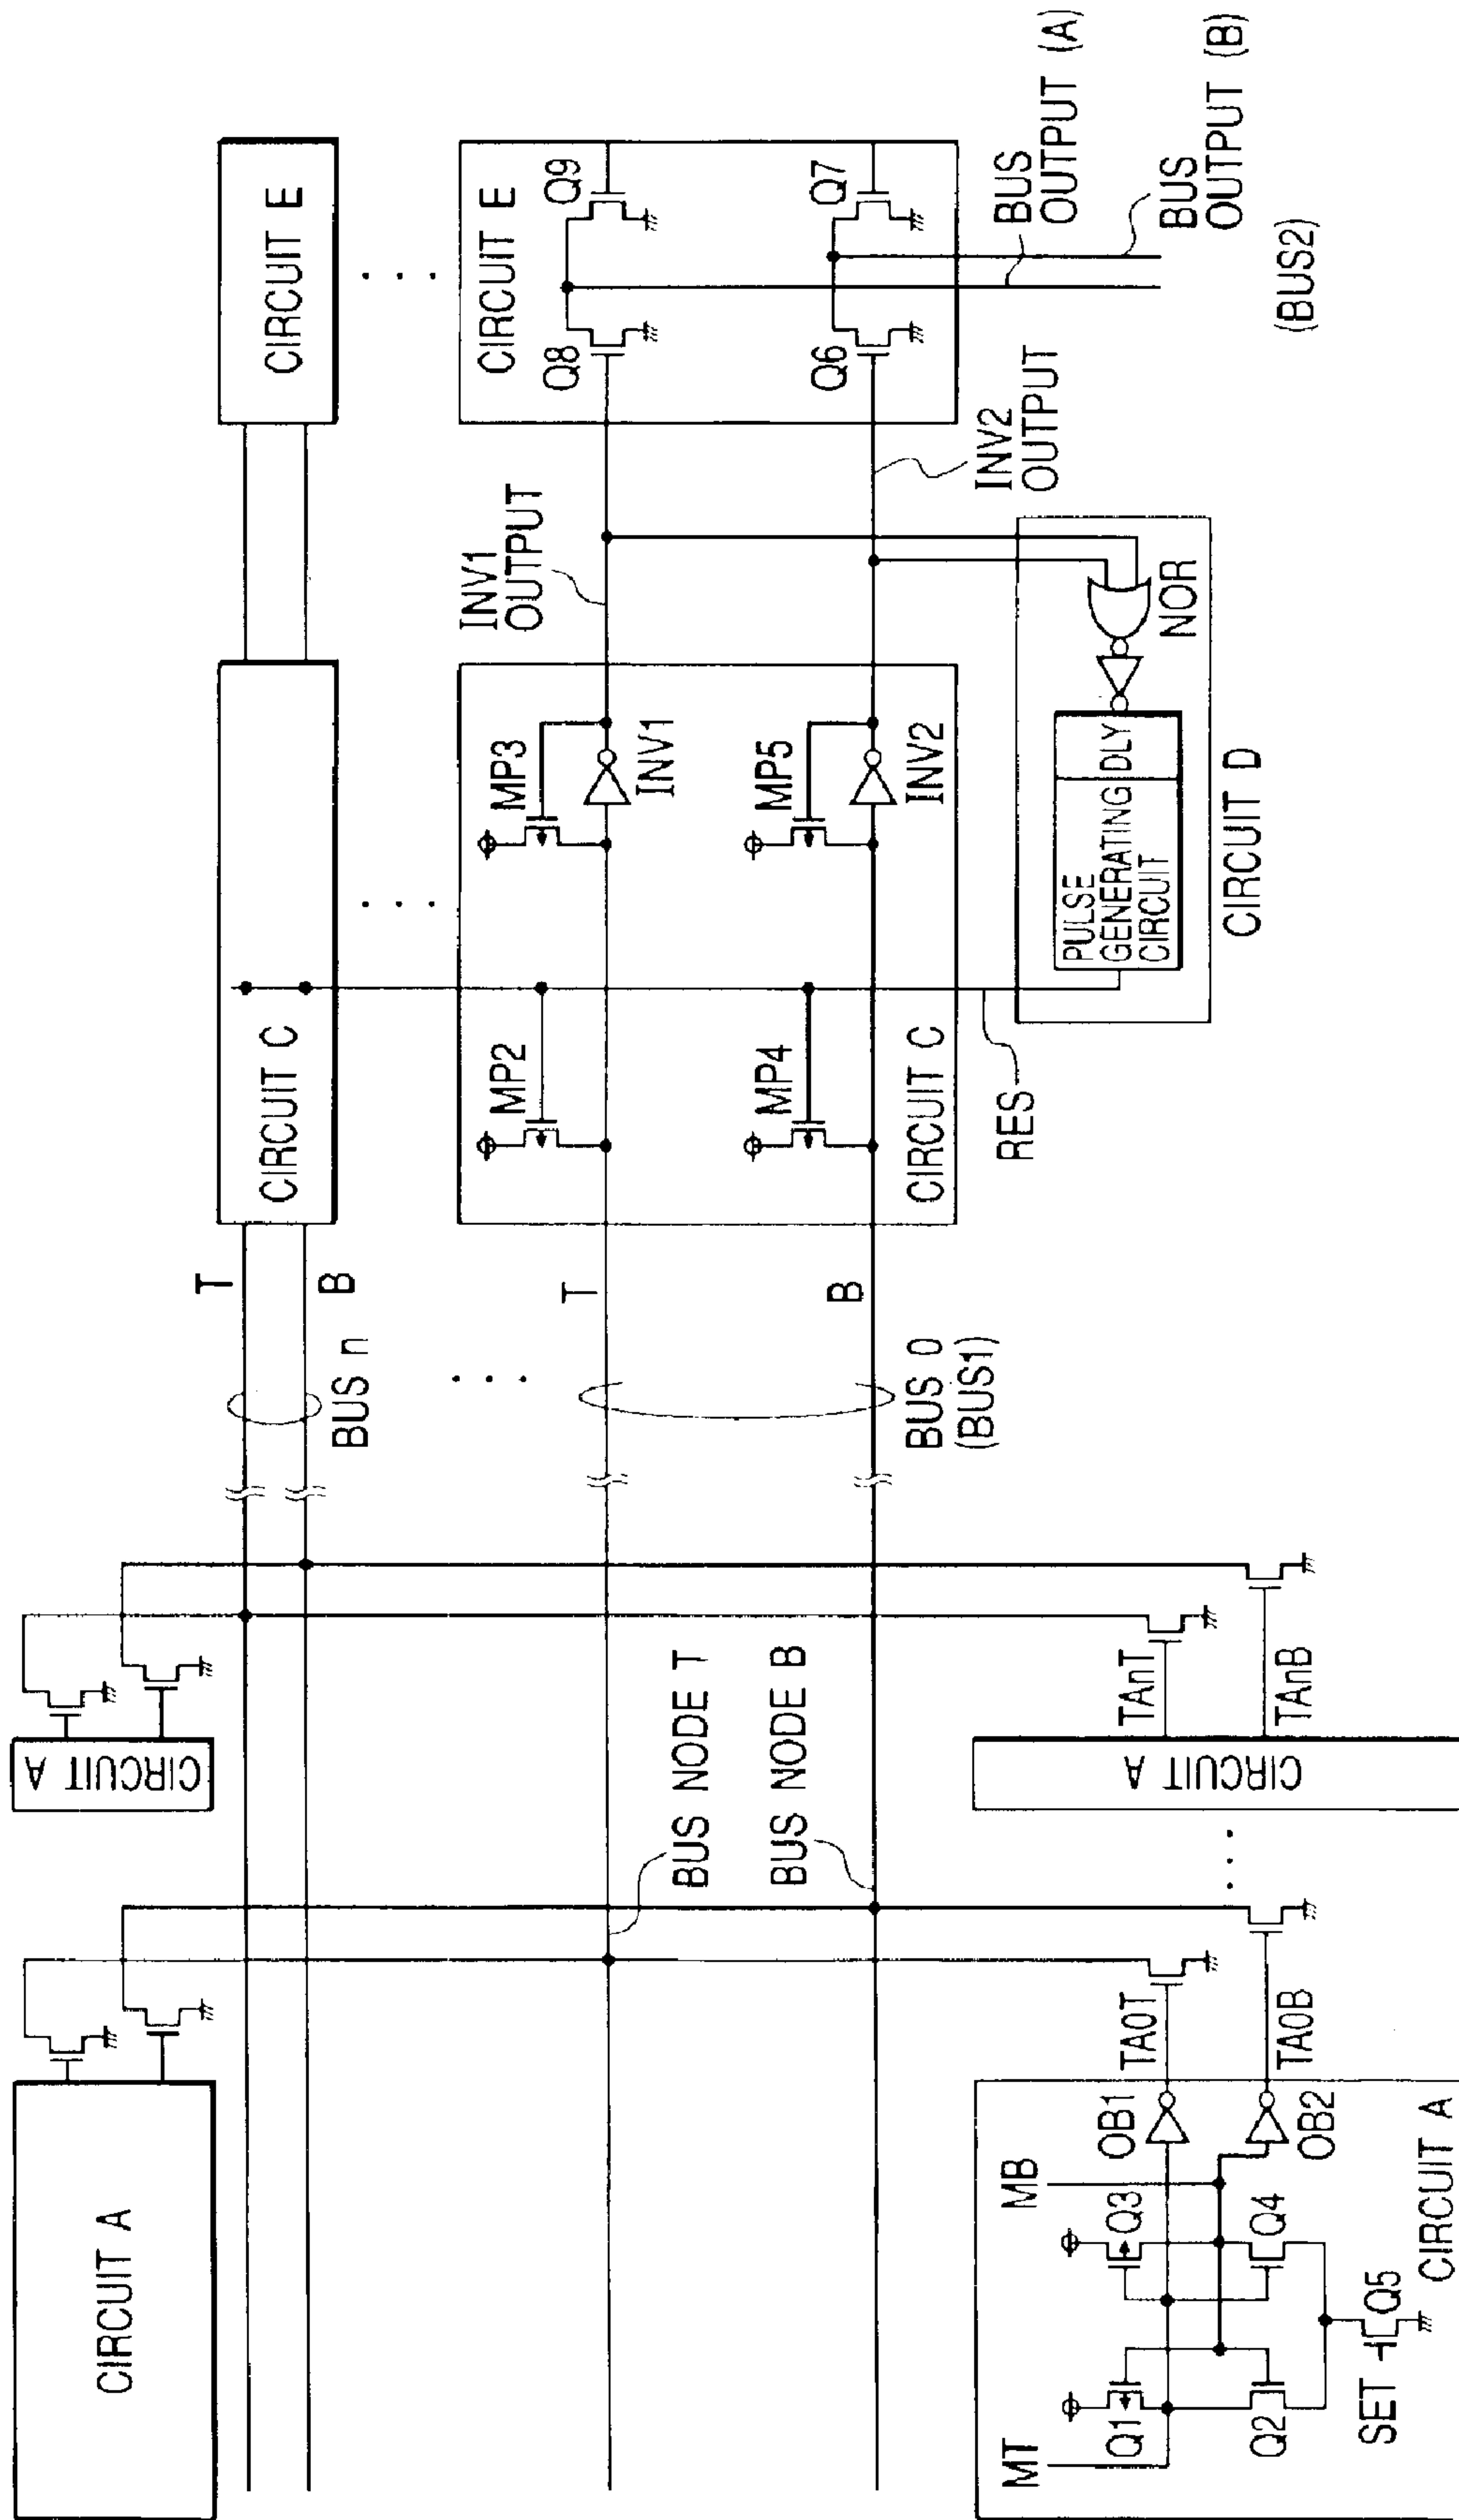 CIRCUIT A
CIRCUIT A
T
B
BUS n
CIRCUIT C
CIRCUIT E
BUS NODE T
BUS NODE B
T
B
BUS 0
(BUS1)
MP2
MP3
INV1
MP4
MP5
INV2
CIRCUIT C
RES
INV1
OUTPUT
INV2
OUTPUT
CIRCUIT E
Q8
Q9
Q6
Q7
BUS
OUTPUT (A)
BUS
OUTPUT (B)
(BUS2)
PULSE
GENERATING
CIRCUIT
DLY
NOR
CIRCUIT D
MT
MB
Q1
Q3
Q2
Q4
SET
Q5
OB1
OB2
CIRCUIT A
TA0T
TA0B
CIRCUIT A
TAnT
TAnB